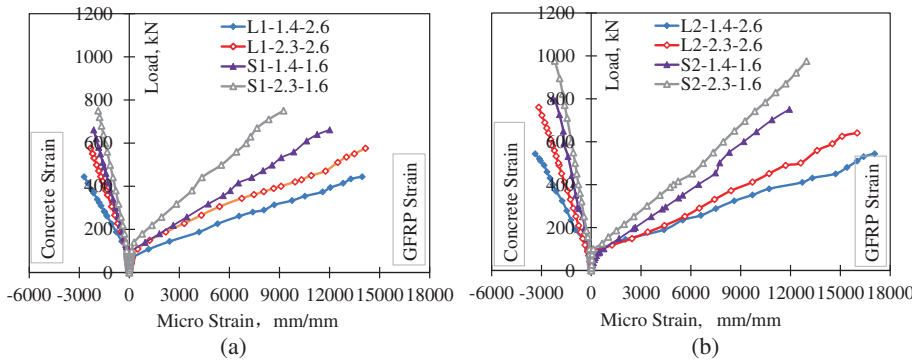 1200
1000
800
600
400
200
0
-6000 -3000 0 3000 6000 9000 12000 15000 18000
Load, kN
Concrete Strain
GFRP Strain
L1-1.4-2.6
L1-2.3-2.6
S1-1.4-1.6
S1-2.3-1.6
Micro Strain, mm/mm
(a)
1200
1000
800
600
400
200
0
-6000 -3000 0 3000 6000 9000 12000 15000 18000
Load, kN
Concrete Strain
GFRP Strain
L2-1.4-2.6
L2-2.3-2.6
S2-1.4-1.6
S2-2.3-1.6
Micro Strain, mm/mm
(b)